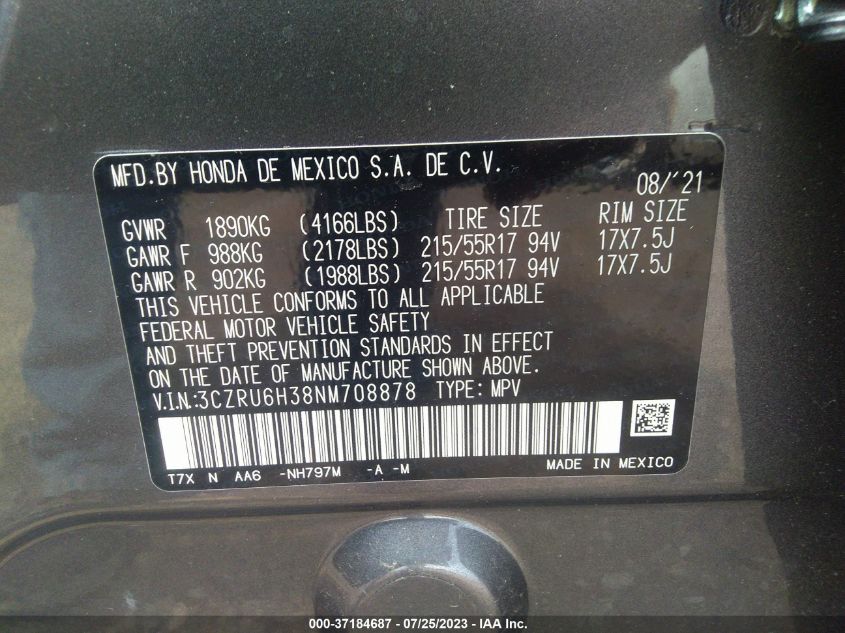 MFD.BY HONDA DE MEXICO S.A. DE C.V.
08/'21
GVWR 1890KG (4166LBS) TIRE SIZE RIM SIZE
GAWR F 988KG (2178LBS) 215/55R17 94V 17X7.5J
GAWR R 902KG (1988LBS) 215/55R17 94V 17X7.5J
THIS VEHICLE CONFORMS TO ALL APPLICABLE
FEDERAL MOTOR VEHICLE SAFETY
AND THEFT PREVENTION STANDARDS IN EFFECT
ON THE DATE OF MANUFACTURE SHOWN ABOVE.
V.I.N.:3CZRU6H38NM708878 TYPE: MPV
T7X N AA6 -NH797M -A -M MADE IN MEXICO
000-37184687 - 07/25/2023 - IAA Inc.